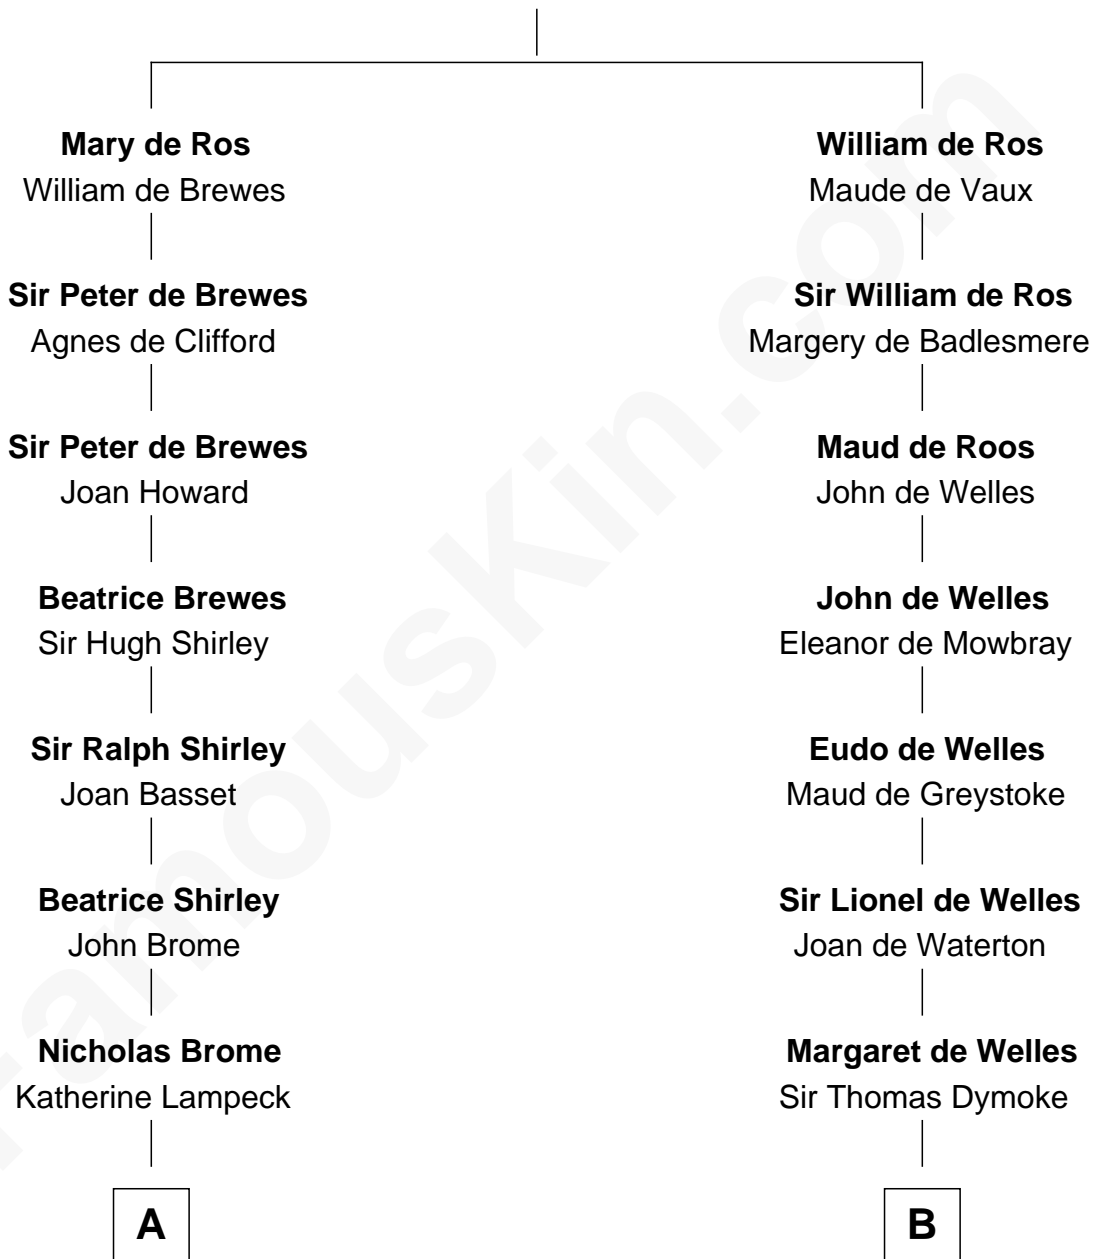 Mary de Ros
William de Brewes
Sir Peter de Brewes
Agnes de Clifford
Sir Peter de Brewes
Joan Howard
Beatrice Brewes
Sir Hugh Shirley
Sir Ralph Shirley
Joan Basset
Beatrice Shirley
John Brome
Nicholas Brome
Katherine Lampeck
A
William de Ros
Maude de Vaux
Sir William de Ros
Margery de Badlesmere
Maud de Roos
John de Welles
John de Welles
Eleanor de Mowbray
Eudo de Welles
Maud de Greystoke
Sir Lionel de Welles
Joan de Waterton
Margaret de Welles
Sir Thomas Dymoke
B
FamousKin.com